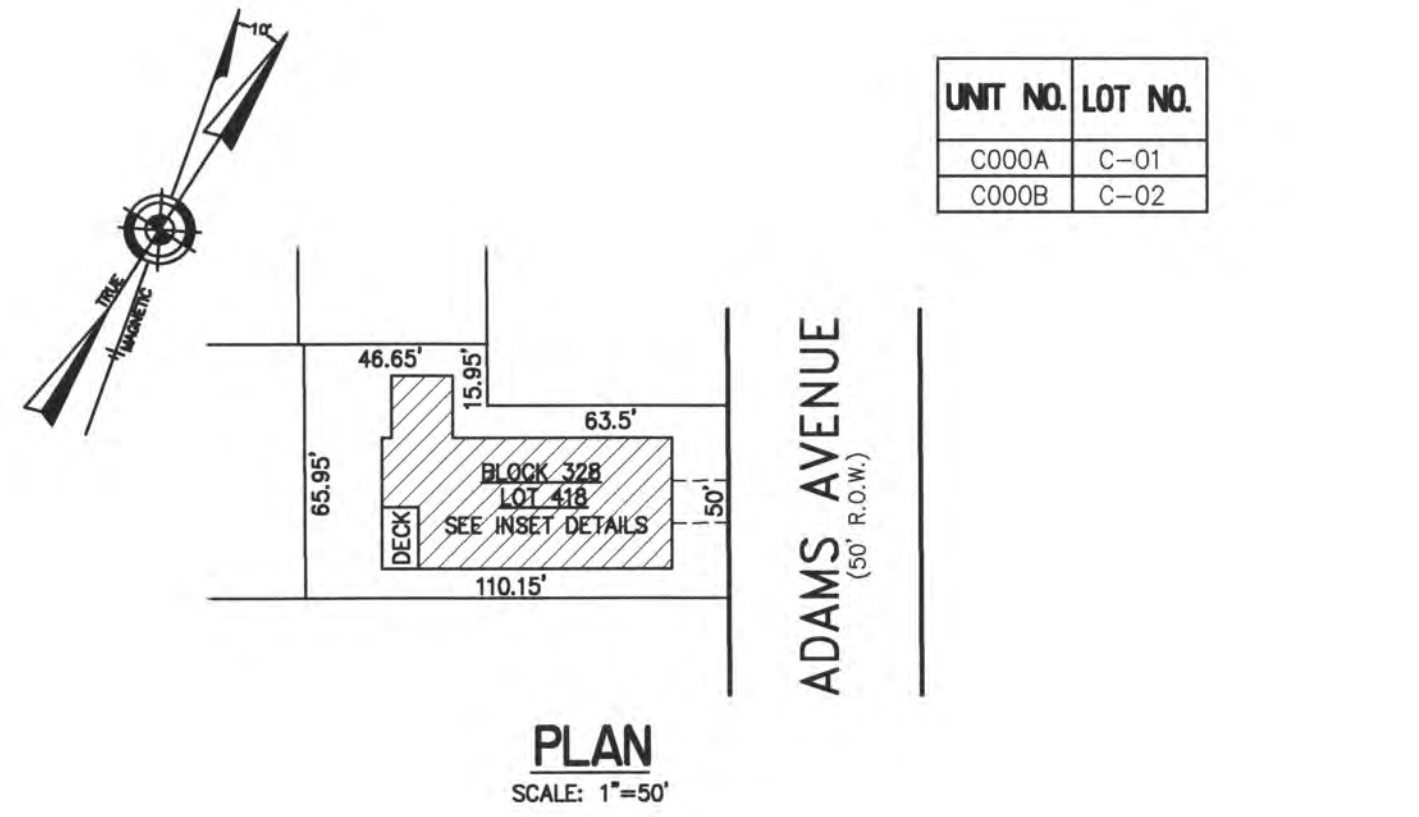 10'
TRUE
MAGNETIC
UNIT NO. LOT NO.
C000A C-01
C000B C-02
46.65'
15.95'
63.5'
65.95'
BLOCK 328
LOT 418
SEE INSET DETAILS
DECK
50'
110.15'
ADAMS AVENUE
(50' R.O.W.)
PLAN
SCALE: 1"=50'